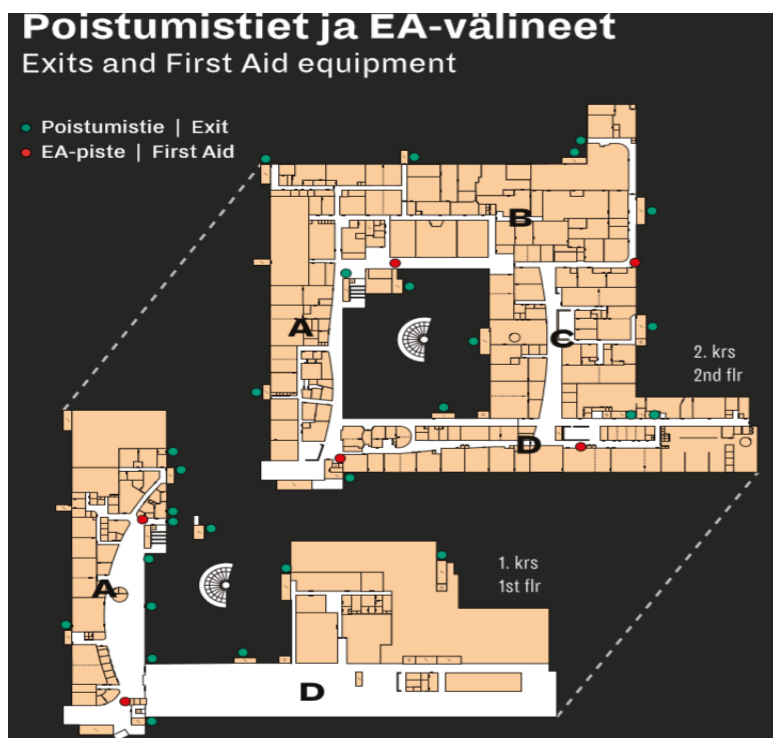 Poistumistiet ja EA-välineet
Exits and First Aid equipment
Poistumistie | Exit
EA-piste | First Aid
B
A
C
2. krs
2nd flr
D
1. krs
1st flr
A
D